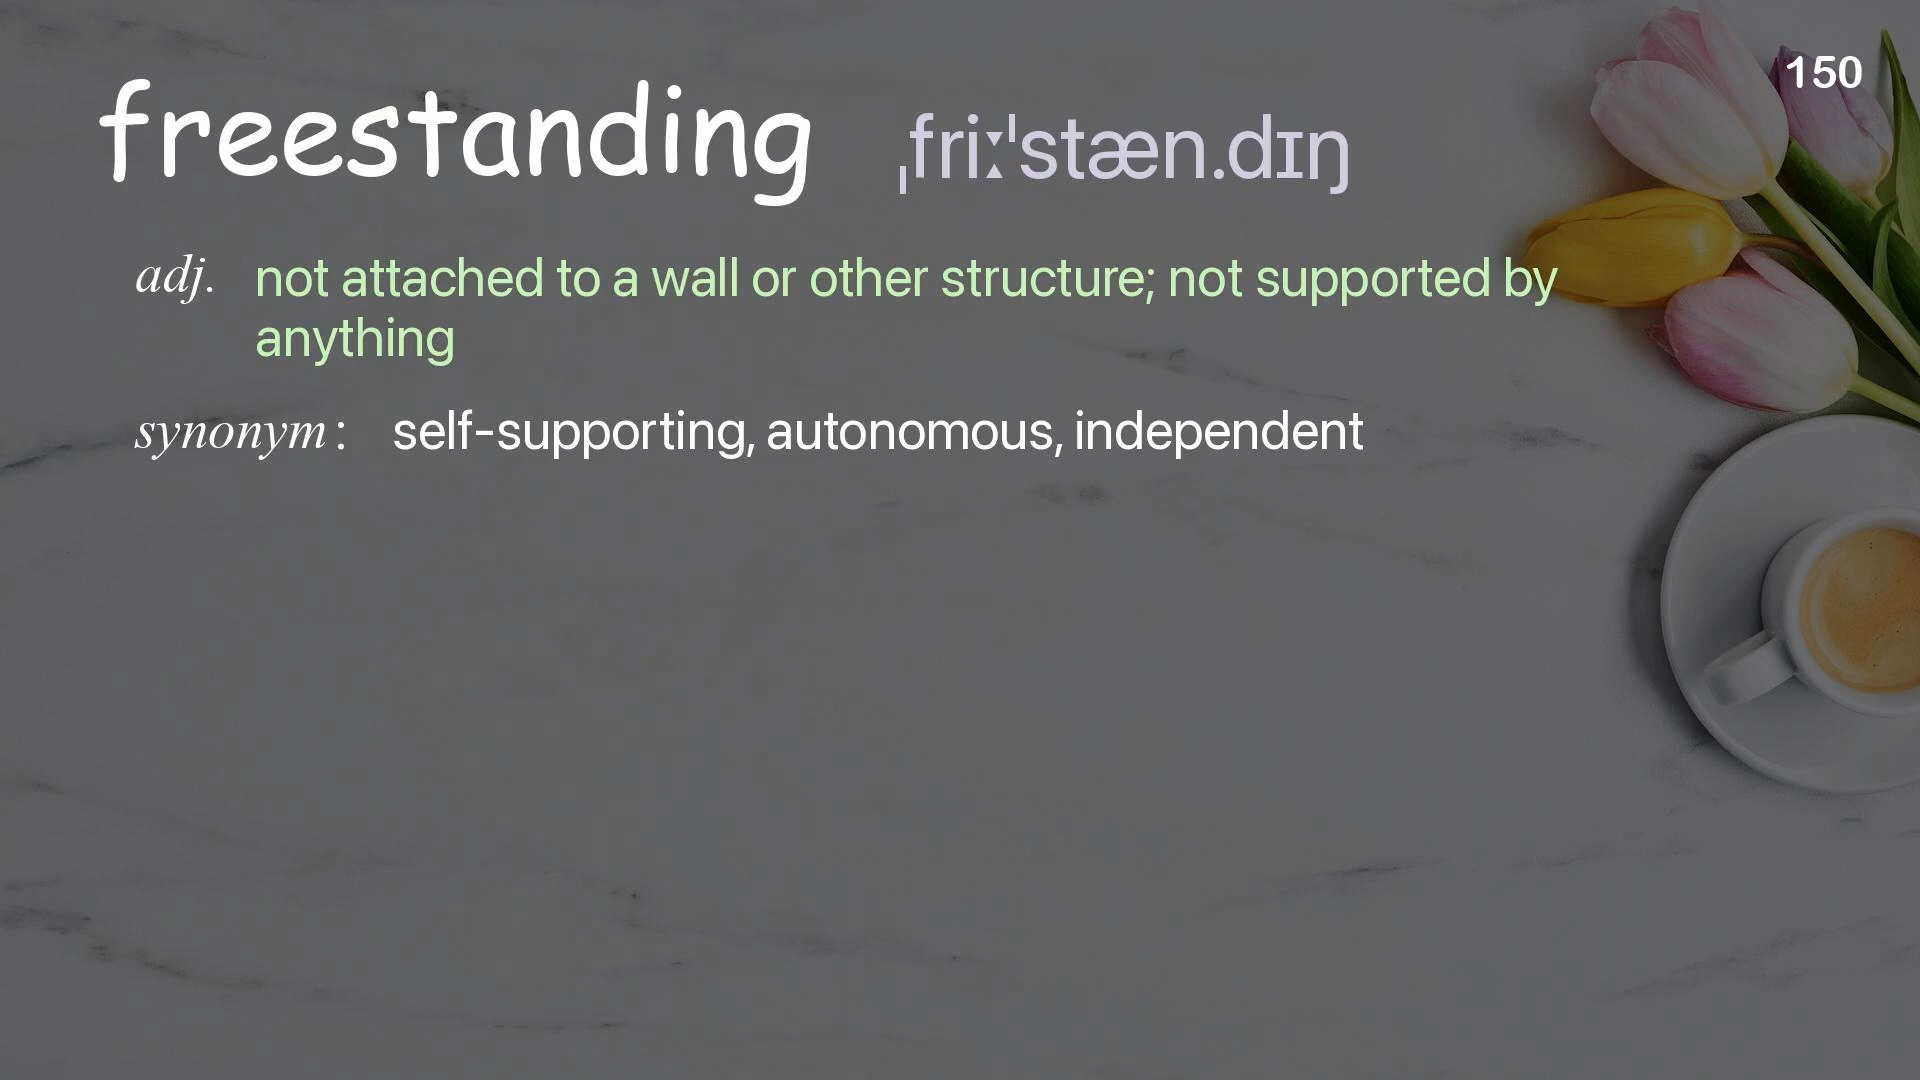 150
freestanding ˌfriːˈstæn.dɪŋ
adj. not attached to a wall or other structure; not supported by
anything
synonym: self-supporting, autonomous, independent